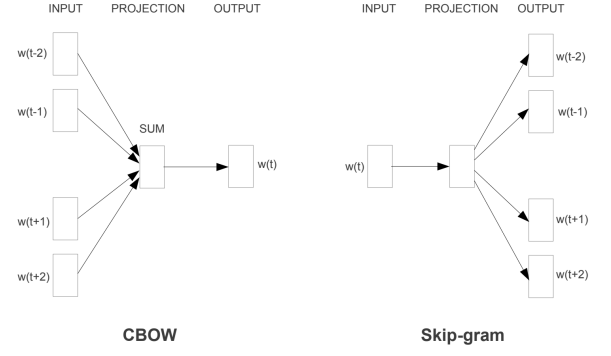 INPUT PROJECTION OUTPUT
w(t-2)
w(t-1)
SUM
w(t)
w(t+1)
w(t+2)
CBOW
INPUT PROJECTION OUTPUT
w(t-2)
w(t-1)
w(t)
w(t+1)
w(t+2)
Skip-gram